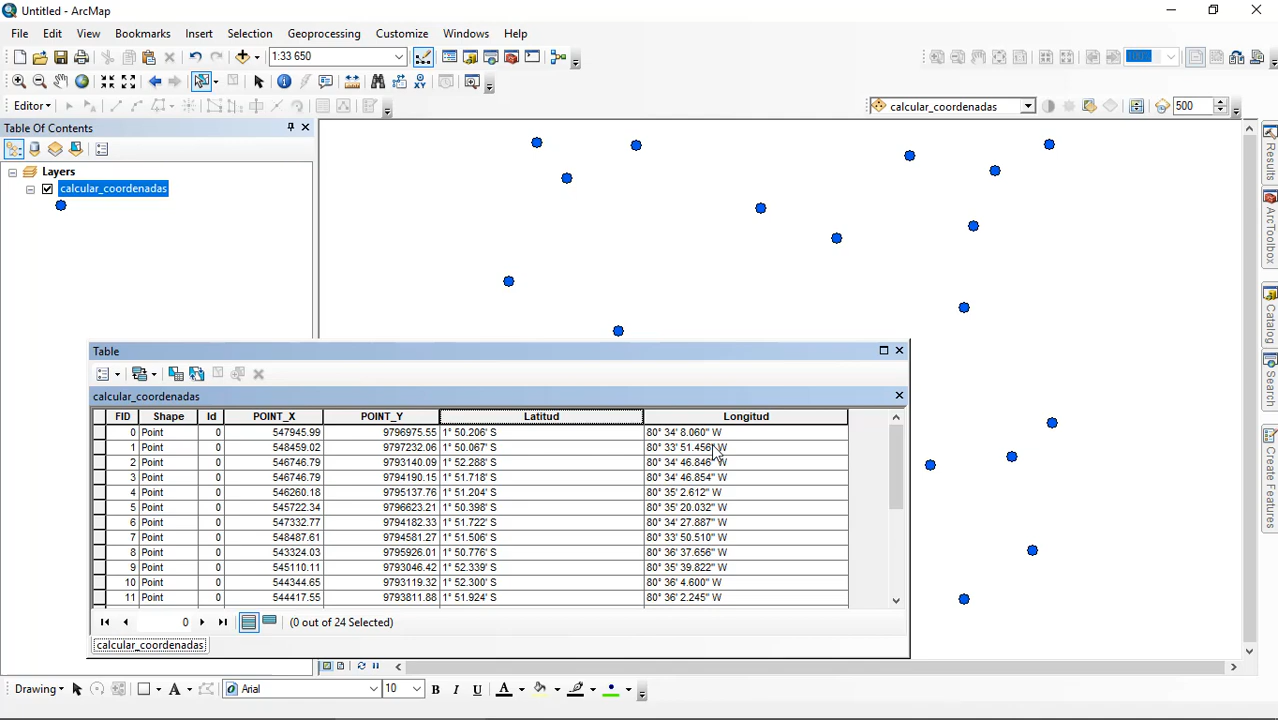 Untitled - ArcMap
File Edit View Bookmarks Insert Selection Geoprocessing Customize Windows Help
1:33 650
Editor
calcular_coordenadas 500
Table Of Contents
Layers
calcular_coordenadas
Results
ArcToolbox
Catalog
Search
Create Features
Table
calcular_coordenadas
FID Shape Id POINT_X POINT_Y Latitud Longitud
0 Point 0 547945.99 9796975.55 1° 50.206' S 80° 34' 8.060" W
1 Point 0 548459.02 9797232.06 1° 50.067' S 80° 33' 51.456" W
2 Point 0 546746.79 9793140.09 1° 52.288' S 80° 34' 46.846" W
3 Point 0 546746.79 9794190.15 1° 51.718' S 80° 34' 46.854" W
4 Point 0 546260.18 9795137.76 1° 51.204' S 80° 35' 2.612" W
5 Point 0 545722.34 9796623.21 1° 50.398' S 80° 35' 20.032" W
6 Point 0 547332.77 9794182.33 1° 51.722' S 80° 34' 27.887" W
7 Point 0 548487.61 9794581.27 1° 51.506' S 80° 33' 50.510" W
8 Point 0 543324.03 9795926.01 1° 50.776' S 80° 36' 37.656" W
9 Point 0 545110.11 9793046.42 1° 52.339' S 80° 35' 39.822" W
10 Point 0 544344.65 9793119.32 1° 52.300' S 80° 36' 4.600" W
11 Point 0 544417.55 9793811.88 1° 51.924' S 80° 36' 2.245" W
0 (0 out of 24 Selected)
calcular_coordenadas
Drawing A Arial 10 B I U A